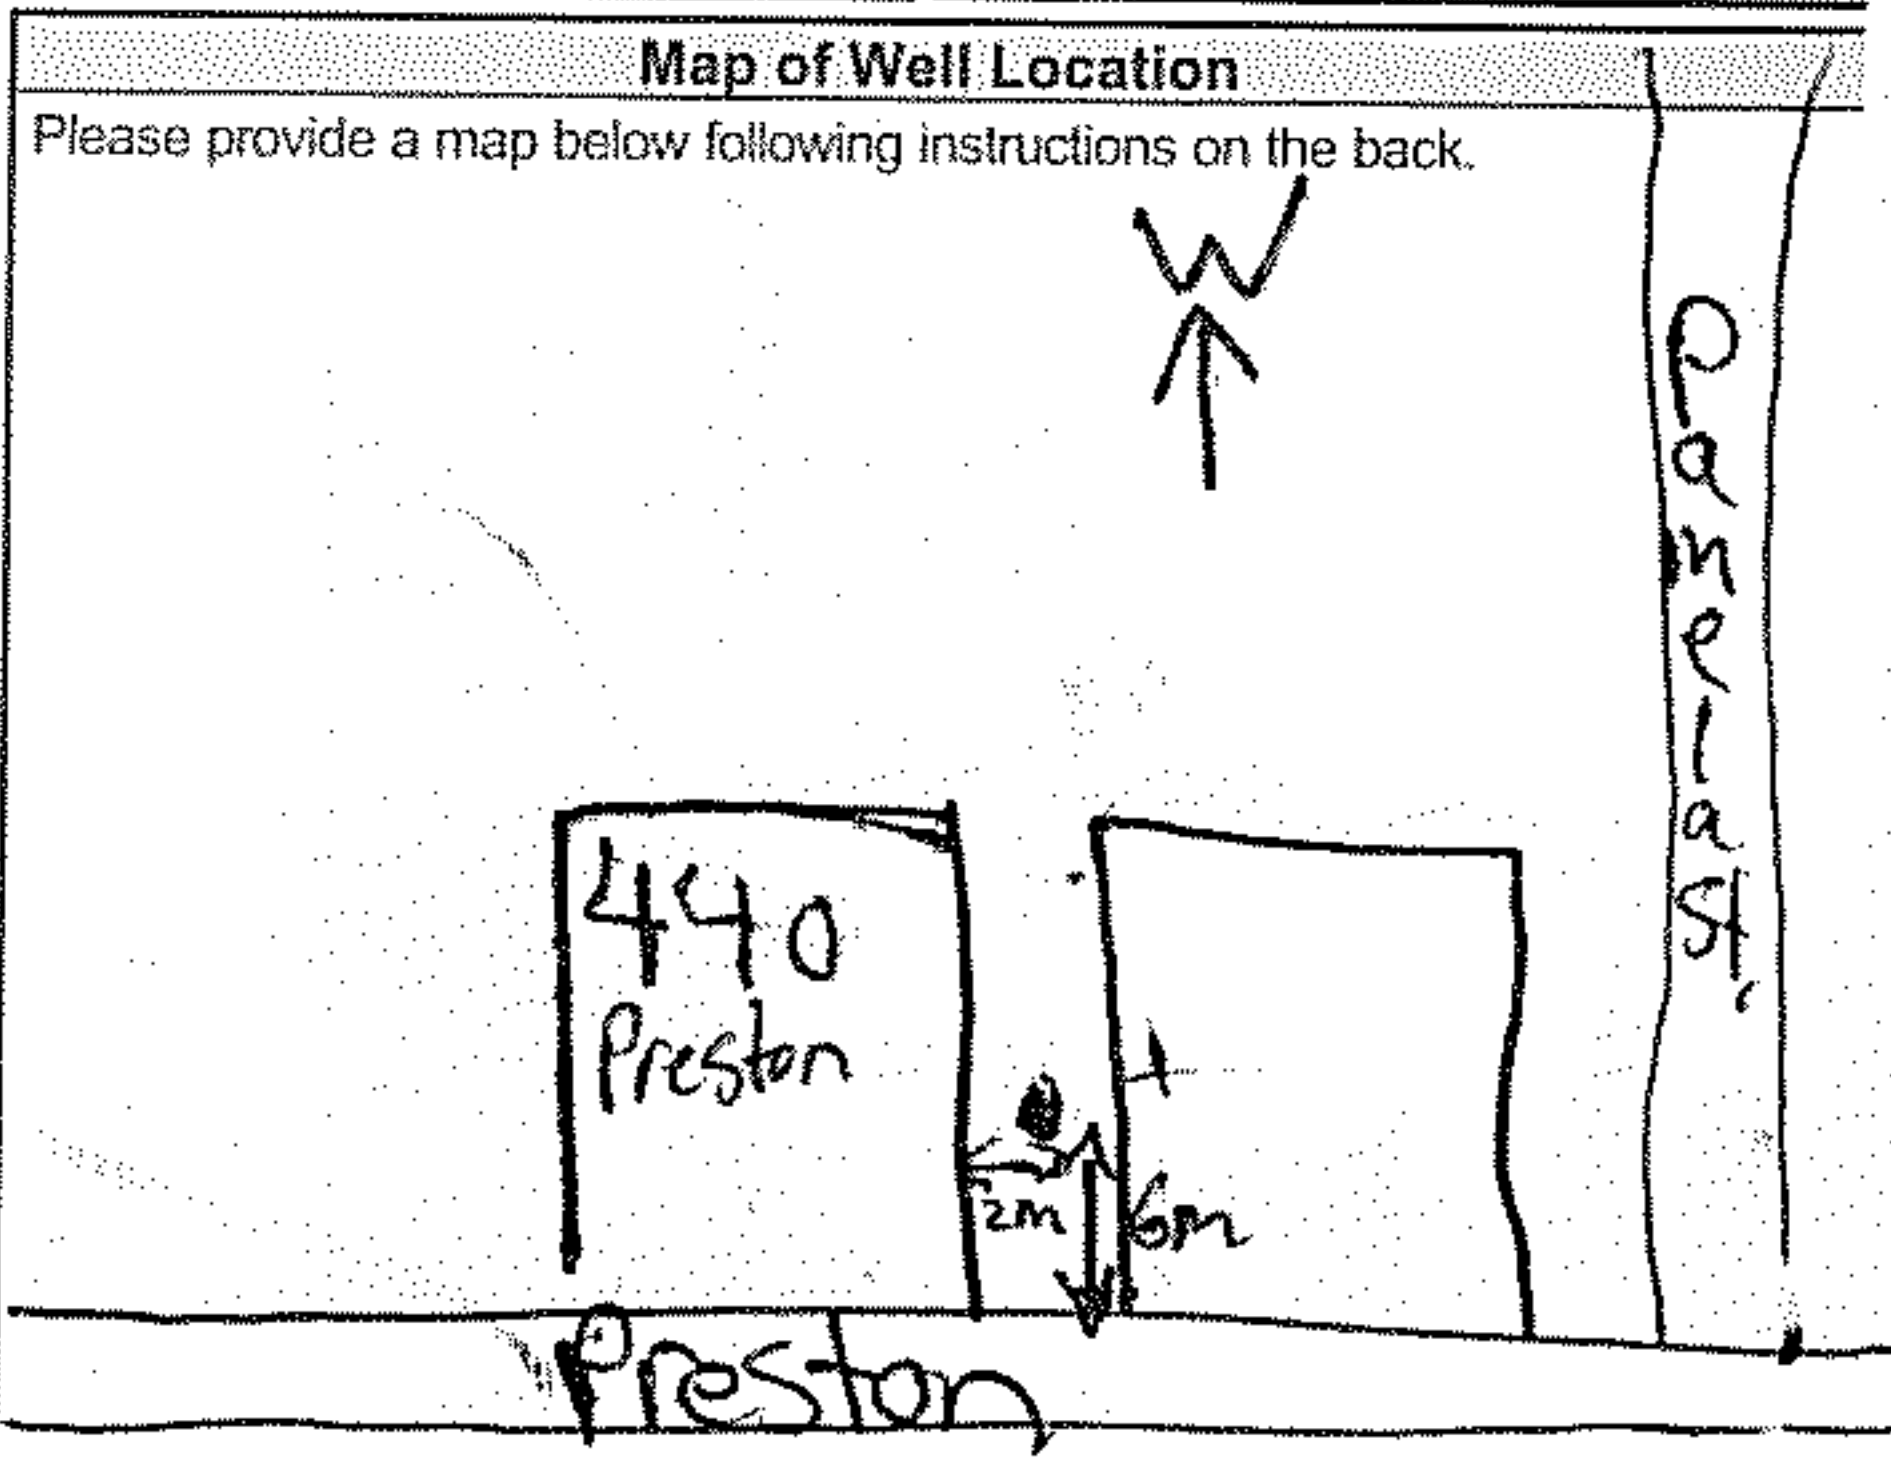 Map of Well Location
Please provide a map below following instructions on the back.
W
Pamela St.
440
Preston
2m
6m
Preston